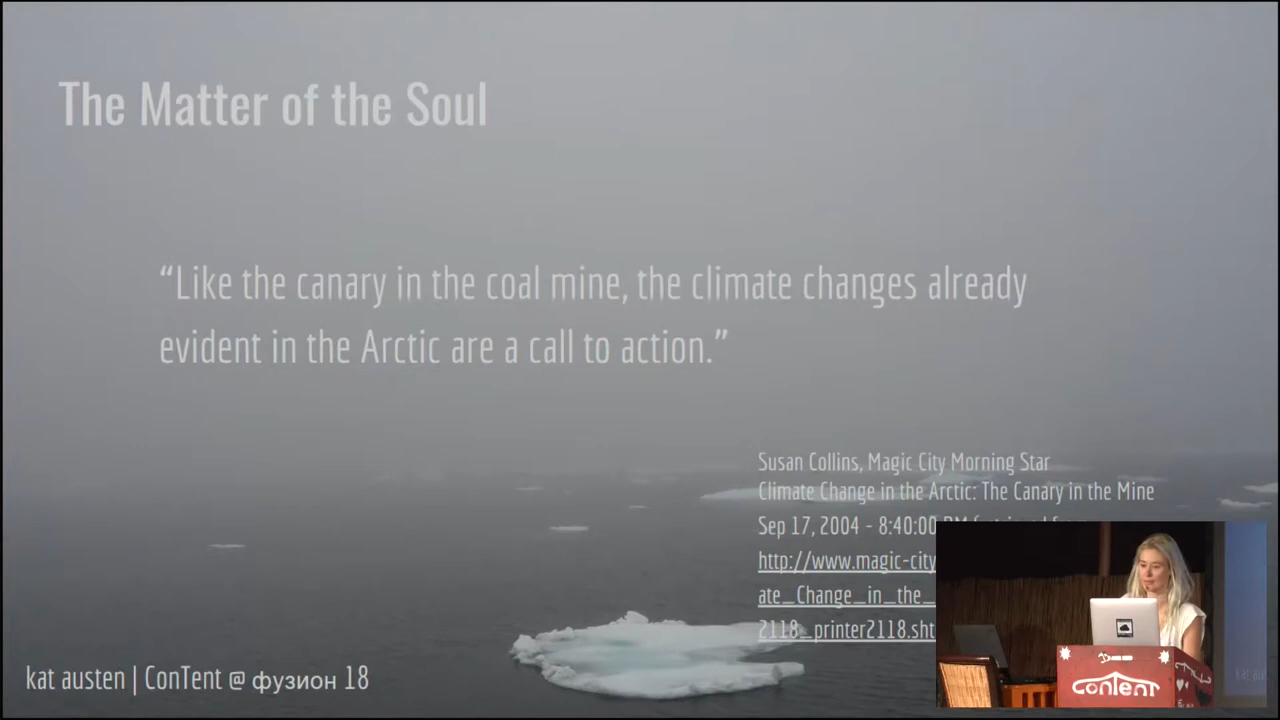 The Matter of the Soul
“Like the canary in the coal mine, the climate changes already
evident in the Arctic are a call to action.”
Susan Collins, Magic City Morning Star
Climate Change in the Arctic: The Canary in the Mine
Sep 17, 2004 - 8:40:00
http://www.magic-city
ate_Change_in_the_
2118_printer2118.sht
kat austen | ConTent @ фузион 18
conTenT